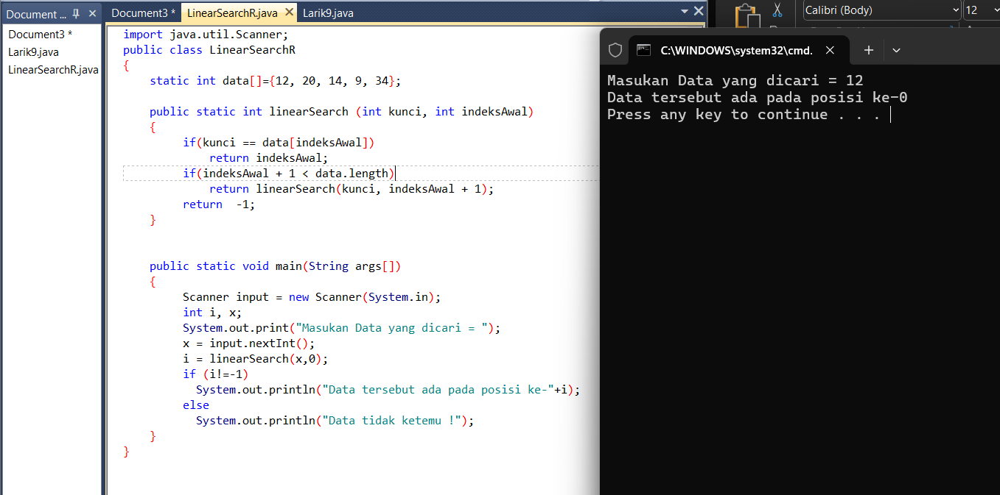 Document ...
Document3 *
LinearSearchR.java
Larik9.java
Document3 *
Larik9.java
LinearSearchR.java
import java.util.Scanner;
public class LinearSearchR
{
static int data[]={12, 20, 14, 9, 34};
public static int linearSearch (int kunci, int indeksAwal)
{
if(kunci == data[indeksAwal])
return indeksAwal;
if(indeksAwal + 1 < data.length)
return linearSearch(kunci, indeksAwal + 1);
return  -1;
}
public static void main(String args[])
{
Scanner input = new Scanner(System.in);
int i, x;
System.out.print("Masukan Data yang dicari = ");
x = input.nextInt();
i = linearSearch(x,0);
if (i!=-1)
System.out.println("Data tersebut ada pada posisi ke-"+i);
else
System.out.println("Data tidak ketemu !");
}
}
Calibri (Body)
12
C:\WINDOWS\system32\cmd.
Masukan Data yang dicari = 12
Data tersebut ada pada posisi ke-0
Press any key to continue . . .